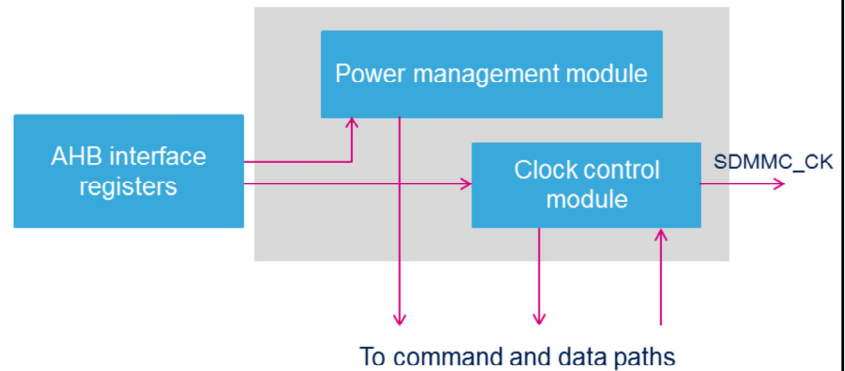 Power management module
AHB interface
registers
Clock control
module
SDMMC_CK
To command and data paths